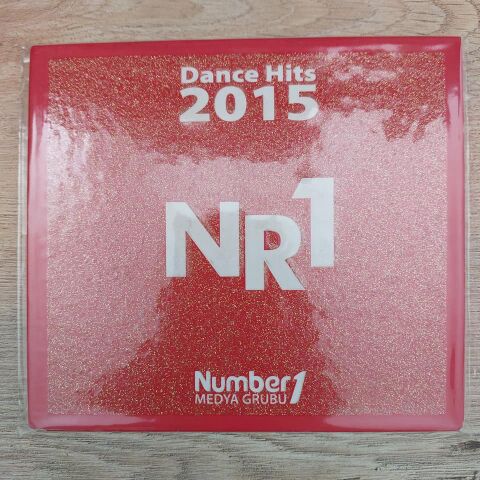 Dance Hits
2015
NR1
Number1
MEDYA GRUBU